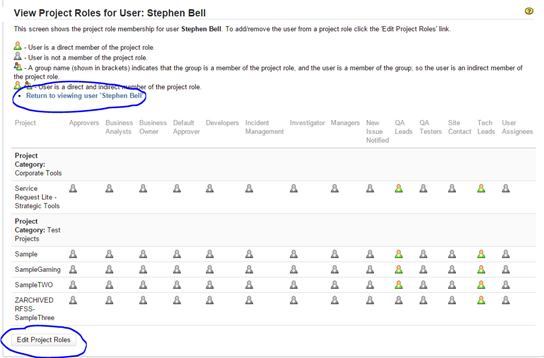 View Project Roles for User: Stephen Bell
This screen shows the project role membership for user Stephen Bell. To add/remove the user from a project role click the 'Edit Project Roles' link.
- User is a direct member of the project role.
- User is not a member of the project role.
- A group name (shown in brackets) indicates that the group is a member of the project role, and the user is a member of the group, so the user is an indirect member of
the project role.
- User is a direct and indirect member of the project role.
• Return to viewing user 'Stephen Bell'
Project Approvers Business Analysts Business Owner Default Approver Developers Incident Management Investigator Managers New Issue Notified QA Leads QA Testers Site Contact Tech Leads User Assignees
Project
Category:
Corporate Tools
Service
Request Lite -
Strategic Tools
Project
Category: Test
Projects
Sample
SampleGaming
SampleTWO
ZARCHIVED
RFSS-
SampleThree
Edit Project Roles